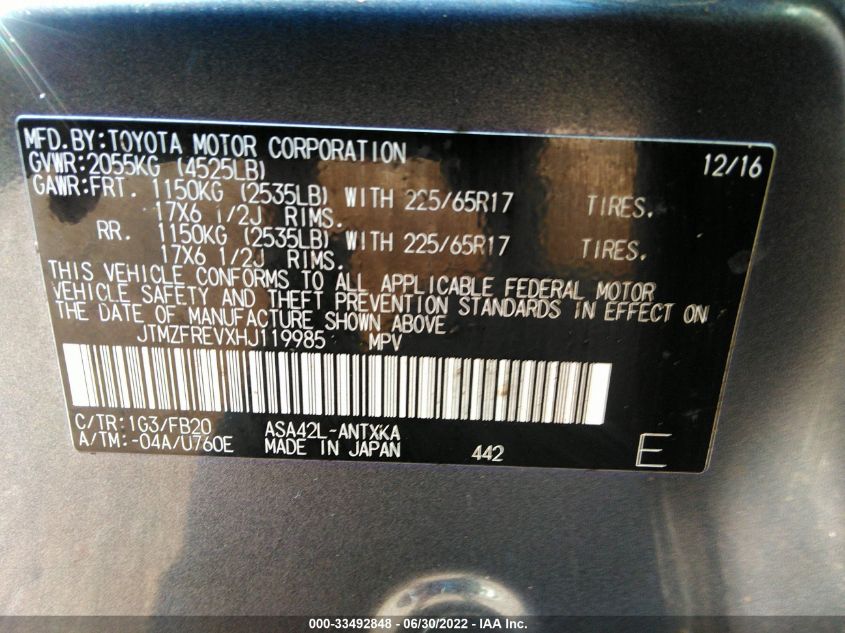 MFD.BY:TOYOTA MOTOR CORPORATION 12/16
GVWR:2055KG (4525LB)
GAWR:FRT. 1150KG (2535LB) WITH 225/65R17 TIRES.
17X6 1/2J RIMS.
RR. 1150KG (2535LB) WITH 225/65R17 TIRES.
17X6 1/2J RIMS.
THIS VEHICLE CONFORMS TO ALL APPLICABLE FEDERAL MOTOR
VEHICLE SAFETY AND THEFT PREVENTION STANDARDS IN EFFECT ON
THE DATE OF MANUFACTURE SHOWN ABOVE.
JTMZFREVXHJ119985 MPV
C/TR:1G3/FB20 ASA42L-ANTXKA
A/TM:-04A/U760E MADE IN JAPAN 442 E
000-33492848 - 06/30/2022 - IAA Inc.